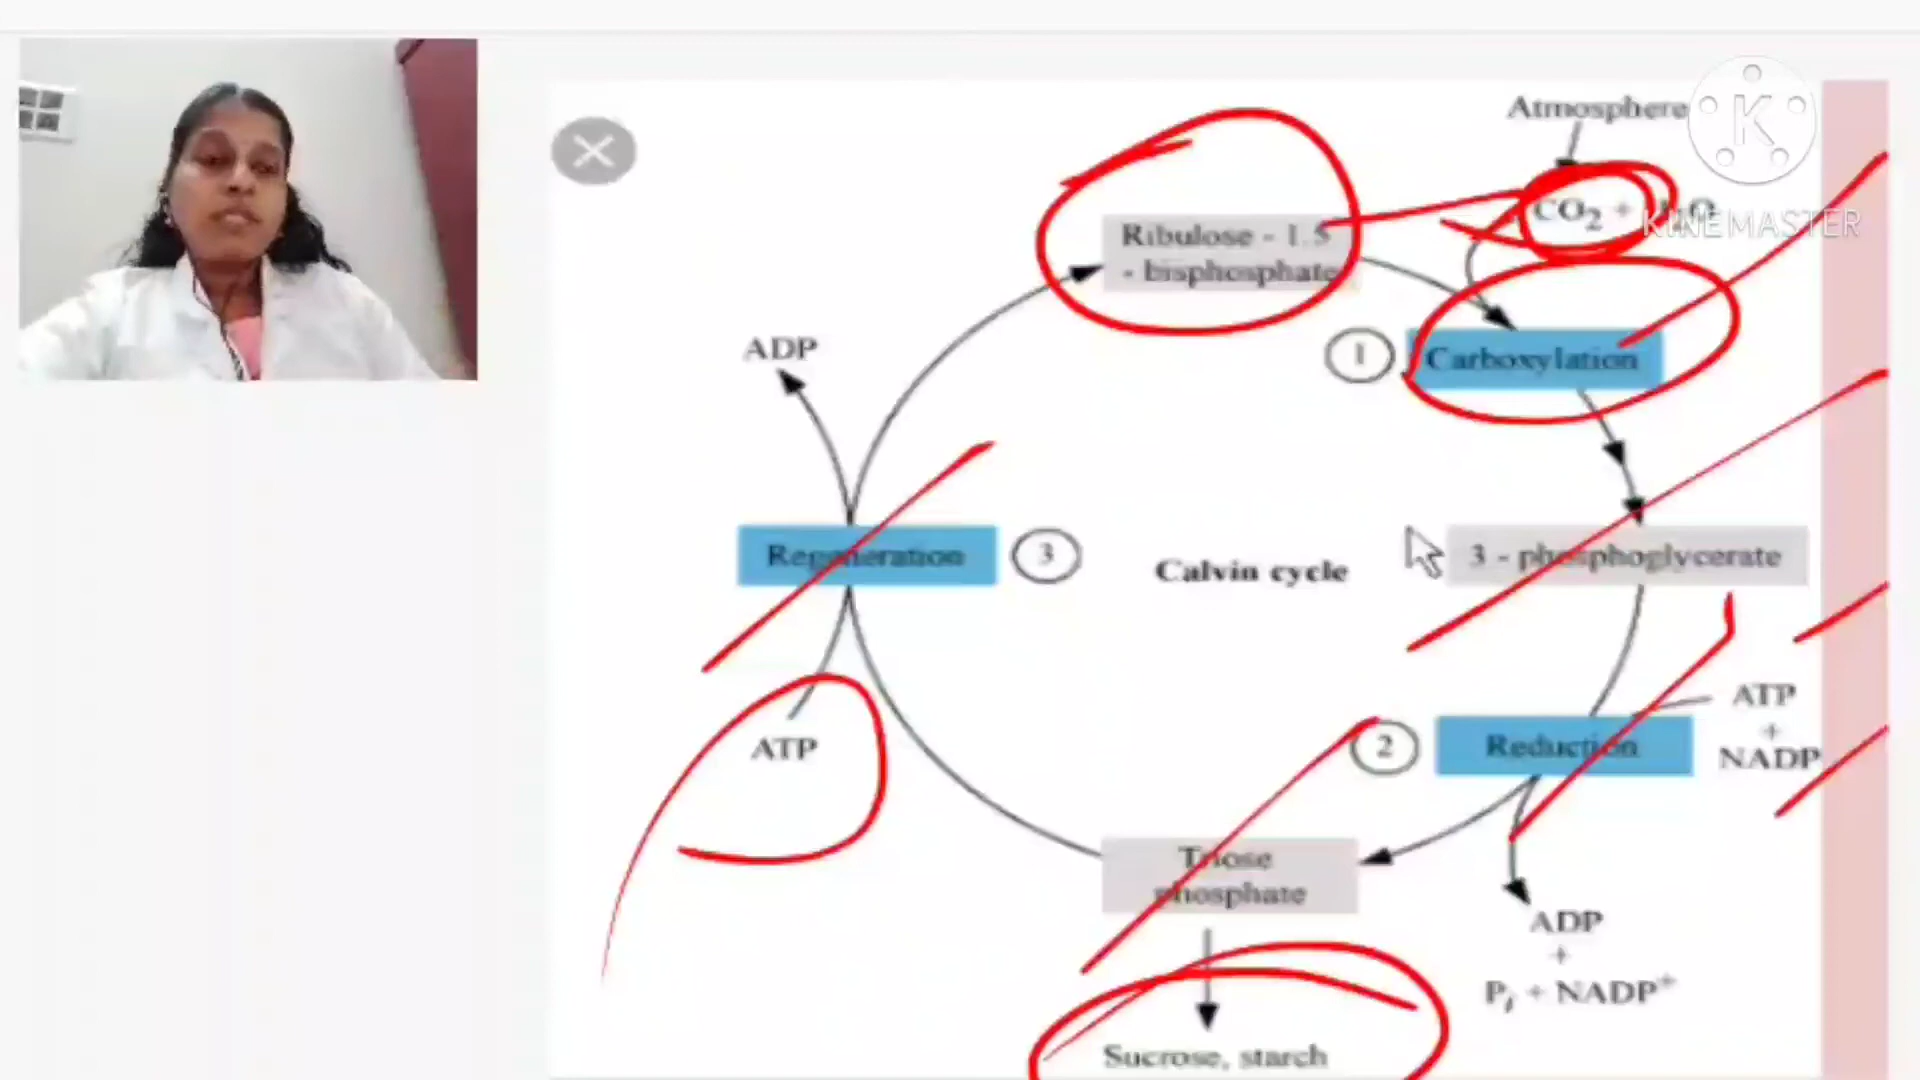 Atmosphere
K
CO2 + H2O
KINEMASTER
Ribulose - 1.5
- bisphosphate
1
Carboxylation
ADP
Regeneration
3
Calvin cycle
3 - phosphoglycerate
ATP
+
NADP
2
Reduction
ATP
Triose
phosphate
ADP
+
Pi + NADP+
Sucrose, starch